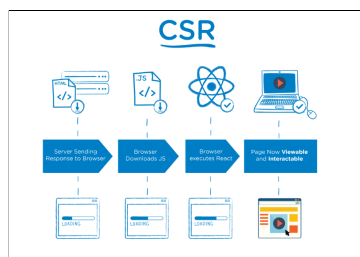 CSR
HTML
JS
Server Sending
Response to Browser
Browser
Downloads JS
Browser
executes React
Page Now Viewable
and Interactable
LOADING
LOADING
LOADING